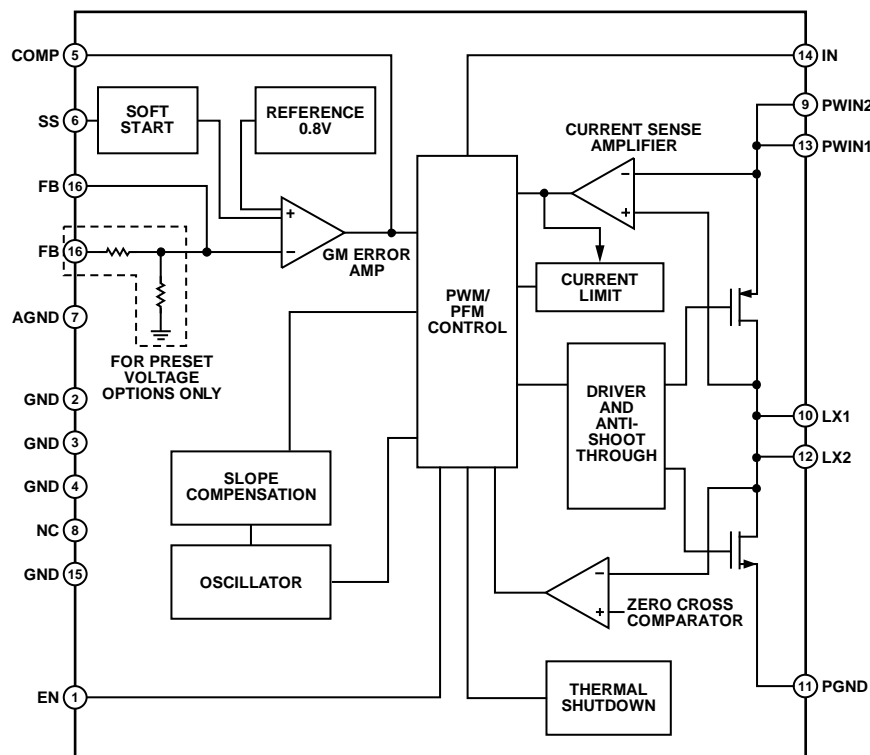 COMP 5
SS 6
FB 16
FB 16
AGND 7
GND 2
GND 3
GND 4
NC 8
GND 15
EN 1
14 IN
9 PWIN2
13 PWIN1
10 LX1
12 LX2
11 PGND
SOFT
START
REFERENCE
0.8V
+
−
GM ERROR
AMP
FOR PRESET
VOLTAGE
OPTIONS ONLY
SLOPE
COMPENSATION
OSCILLATOR
PWM/
PFM
CONTROL
CURRENT SENSE
AMPLIFIER
−
+
CURRENT
LIMIT
DRIVER
AND
ANTI-
SHOOT
THROUGH
−
+
ZERO CROSS
COMPARATOR
THERMAL
SHUTDOWN